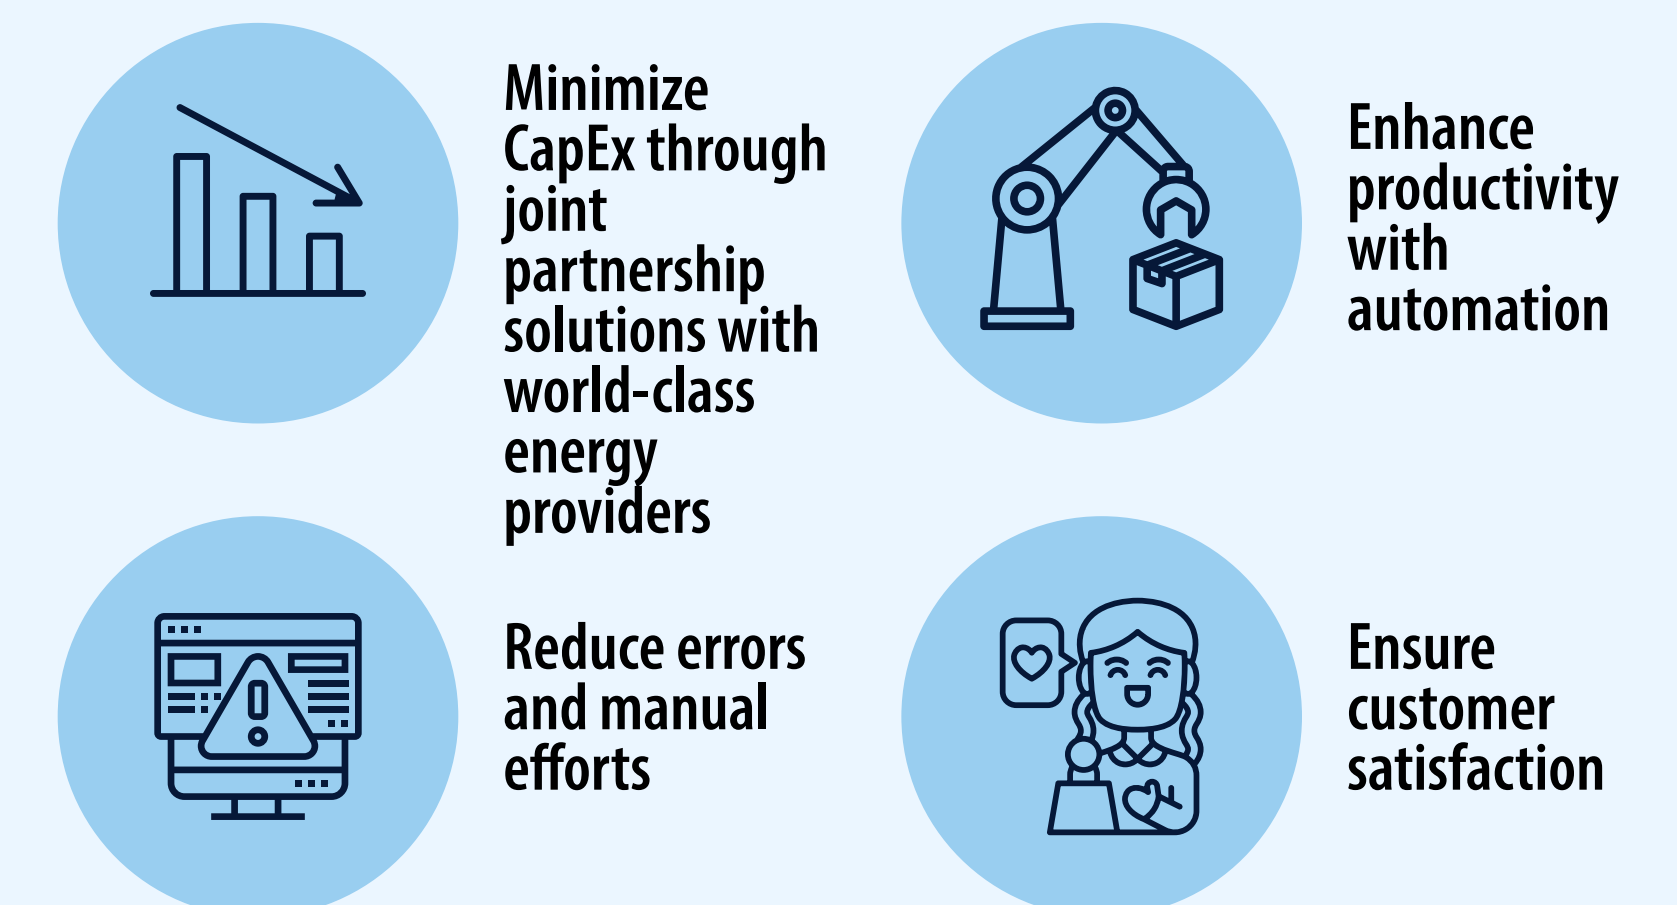 Minimize
CapEx through
joint
partnership
solutions with
world-class
energy
providers
Enhance
productivity
with
automation
Reduce errors
and manual
efforts
Ensure
customer
satisfaction